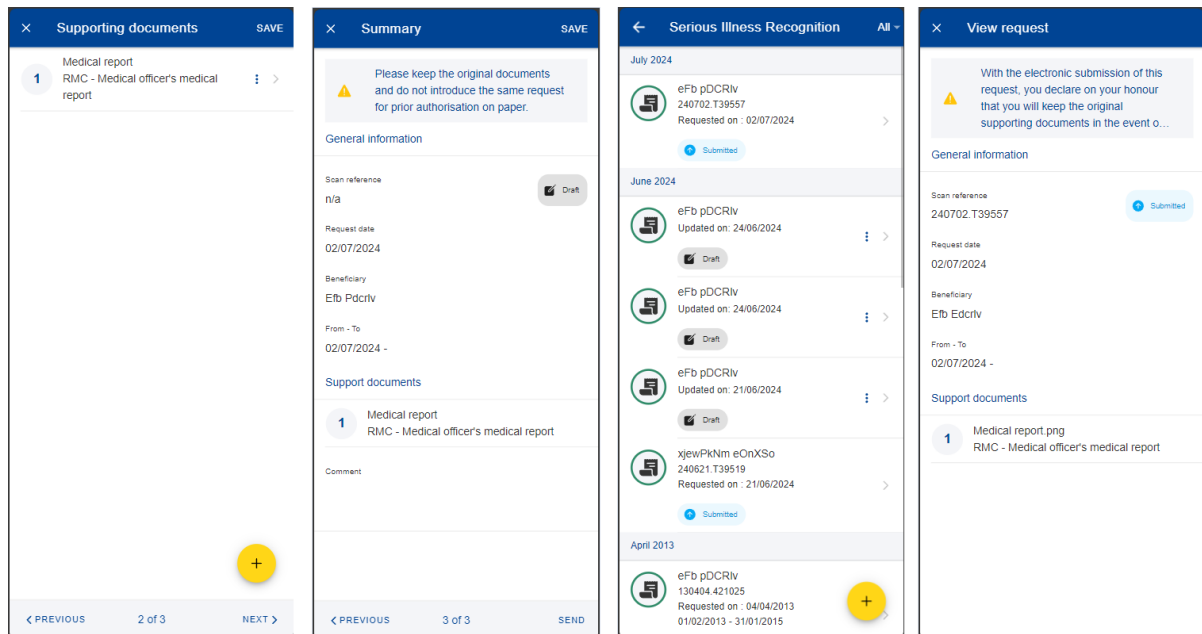 Supporting documents
SAVE
1
Medical report
RMC - Medical officer's medical
report
PREVIOUS
2 of 3
NEXT
Summary
SAVE
Please keep the original documents
and do not introduce the same request
for prior authorisation on paper.
General information
Scan reference
n/a
Draft
Request date
02/07/2024
Beneficiary
Efb Pdcrlv
From - To
02/07/2024 -
Support documents
1
Medical report
RMC - Medical officer's medical report
Comment
PREVIOUS
3 of 3
SEND
Serious Illness Recognition
All
July 2024
eFb pDCRlv
240702.T39557
Requested on : 02/07/2024
Submitted
June 2024
eFb pDCRlv
Updated on: 24/06/2024
Draft
eFb pDCRlv
Updated on: 24/06/2024
Draft
eFb pDCRlv
Updated on: 21/06/2024
Draft
xjewPkNm eOnXSo
240621.T39519
Requested on : 21/06/2024
Submitted
April 2013
eFb pDCRlv
130404.421025
Requested on : 04/04/2013
01/02/2013 - 31/01/2015
View request
With the electronic submission of this
request, you declare on your honour
that you will keep the original
supporting documents in the event o...
General information
Scan reference
240702.T39557
Submitted
Request date
02/07/2024
Beneficiary
Efb Edcrlv
From - To
02/07/2024 -
Support documents
1
Medical report.png
RMC - Medical officer's medical report